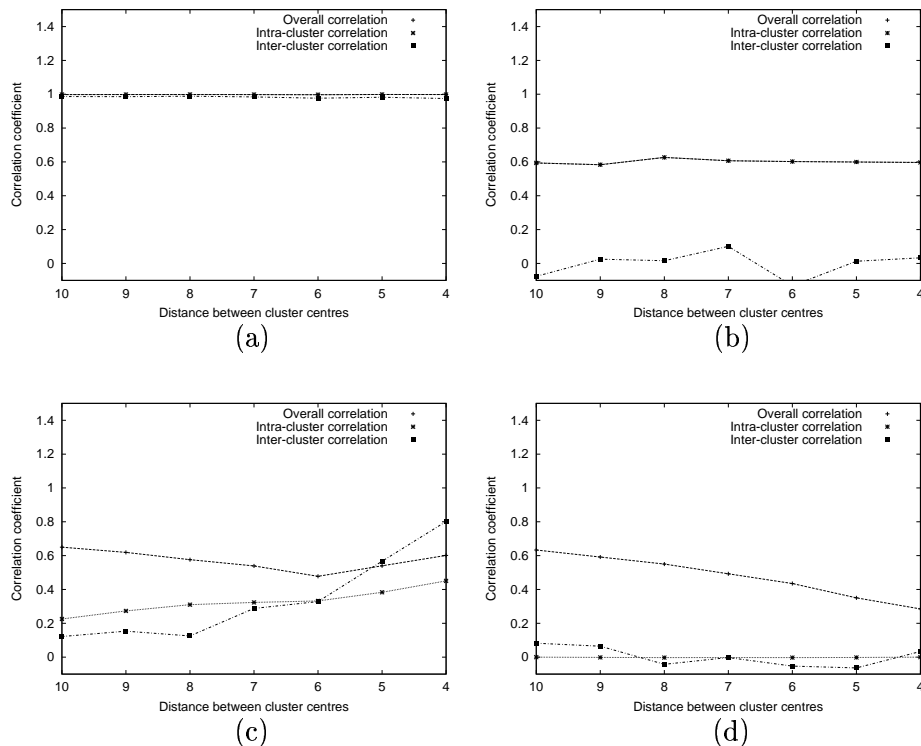 1.4
1.2
1
0.8
0.6
0.4
0.2
0
Correlation coefficient
Overall correlation
Intra-cluster correlation
Inter-cluster correlation
10 9 8 7 6 5 4
Distance between cluster centres
(a)
1.4
1.2
1
0.8
0.6
0.4
0.2
0
Correlation coefficient
Overall correlation
Intra-cluster correlation
Inter-cluster correlation
10 9 8 7 6 5 4
Distance between cluster centres
(b)
1.4
1.2
1
0.8
0.6
0.4
0.2
0
Correlation coefficient
Overall correlation
Intra-cluster correlation
Inter-cluster correlation
10 9 8 7 6 5 4
Distance between cluster centres
(c)
1.4
1.2
1
0.8
0.6
0.4
0.2
0
Correlation coefficient
Overall correlation
Intra-cluster correlation
Inter-cluster correlation
10 9 8 7 6 5 4
Distance between cluster centres
(d)